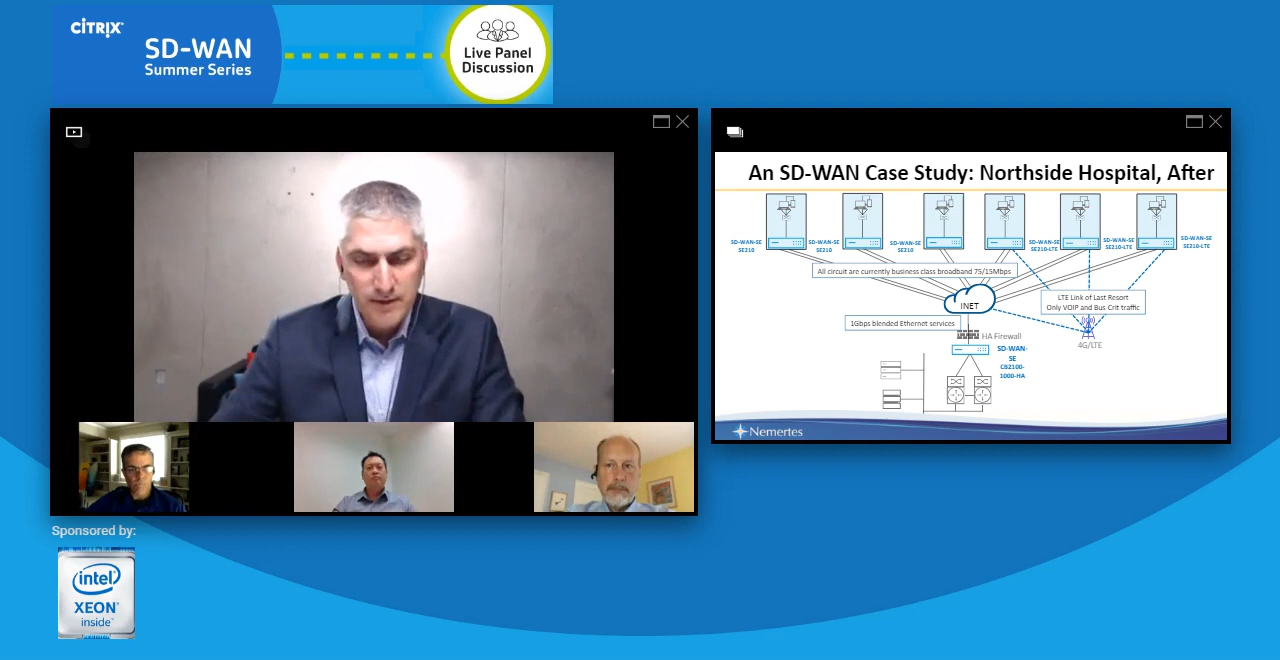 CİTRIX
SD-WAN
Summer Series
Live Panel
Discussion
An SD-WAN Case Study: Northside Hospital, After
SD-WAN-SE
SE210
SD-WAN-SE
SE210
SD-WAN-SE
SE210
SD-WAN-SE
SE210-LTE
SD-WAN-SE
SE210-LTE
SD-WAN-SE
SE210-LTE
All circuit are currently business class broadband 75/15Mbps
INET
LTE Link of Last Resort
Only VOIP and Bus Crit traffic
1Gbps blended Ethernet services
HA Firewall
4G/LTE
SD-WAN-
SE
CB2100-
1000-HA
Nemertes
Sponsored by:
intel
XEON
inside